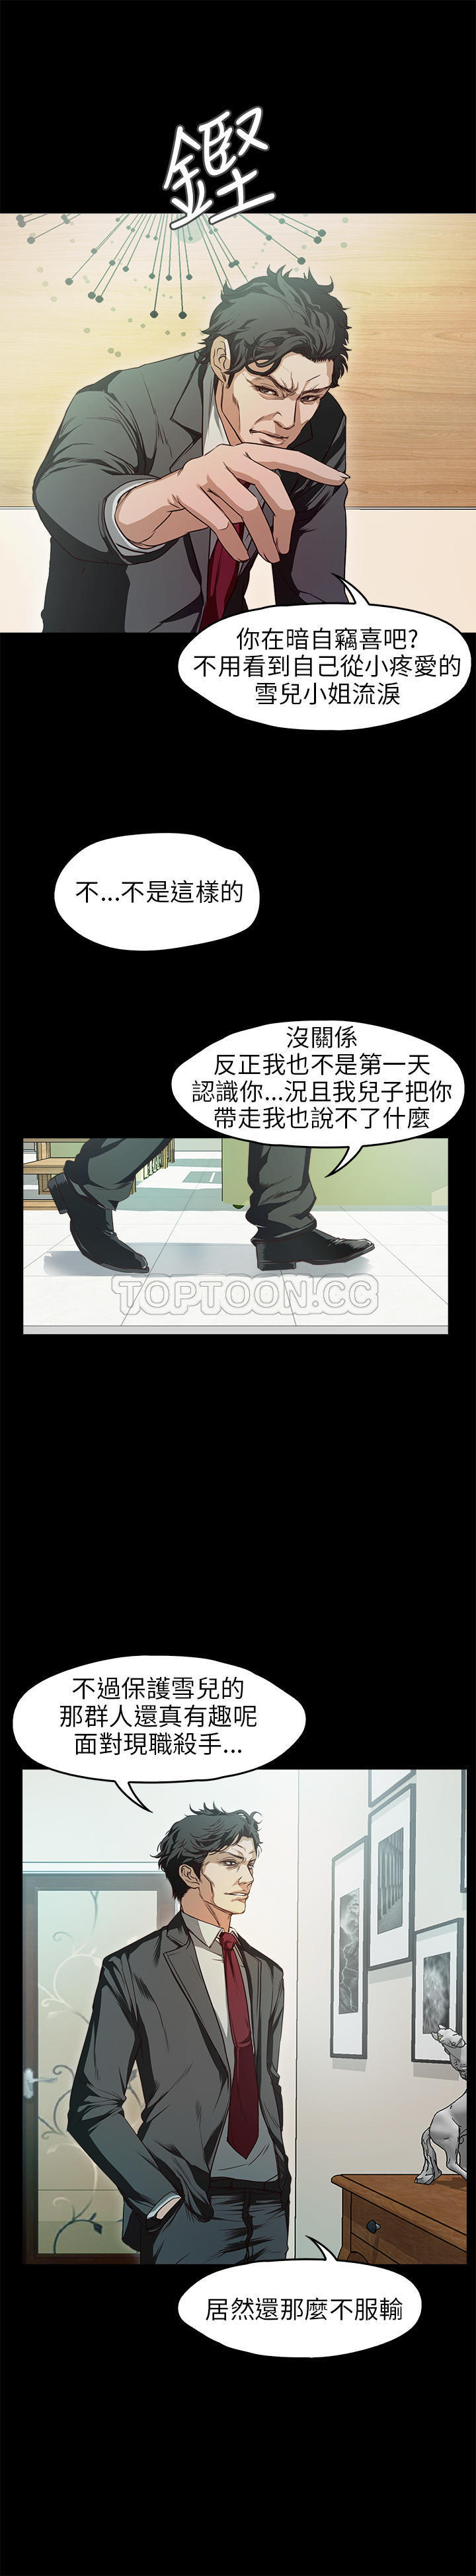 鏗
你在暗自竊喜吧?
不用看到自己從小疼愛的
雪兒小姐流淚
不...不是這樣的
沒關係
反正我也不是第一天
認識你...況且我兒子把你
帶走我也說不了什麼
TOPTOON.CC
不過保護雪兒的
那群人還真有趣呢
面對現職殺手...
居然還那麼不服輸